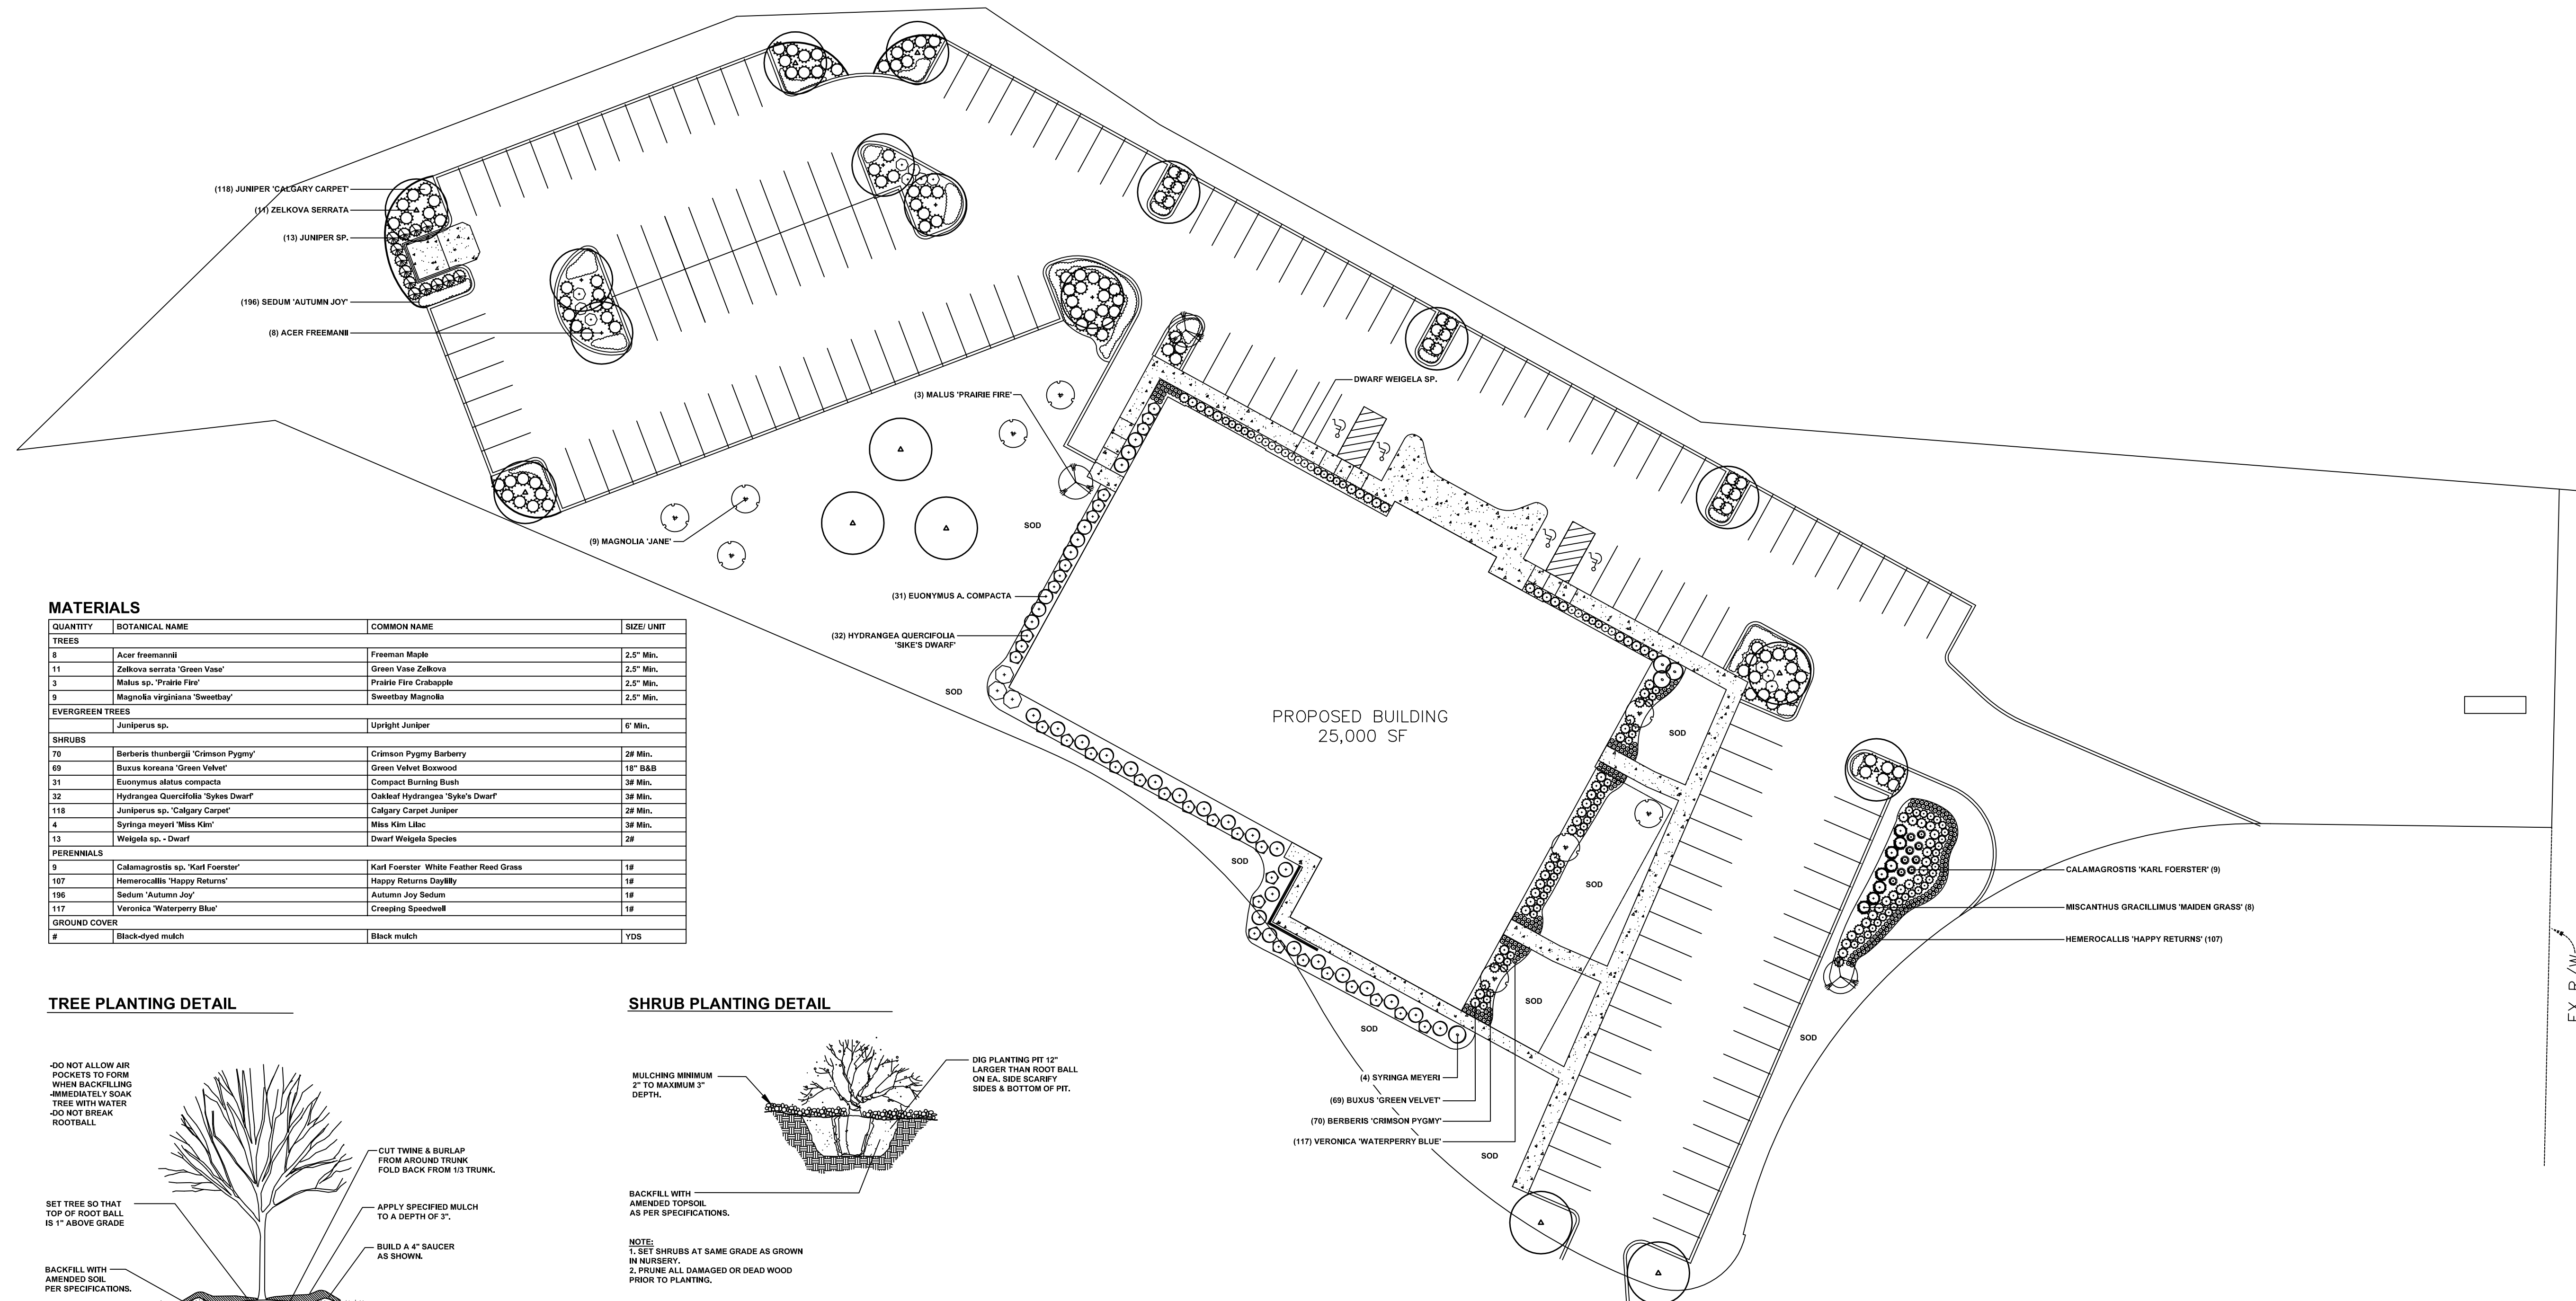 (118) JUNIPER 'CALGARY CARPET'
(11) ZELKOVA SERRATA
(13) JUNIPER SP.
(196) SEDUM 'AUTUMN JOY'
(8) ACER FREEMANII
DWARF WEIGELA SP.
(3) MALUS 'PRAIRIE FIRE'
SOD
(9) MAGNOLIA 'JANE'
(31) EUONYMUS A. COMPACTA
(32) HYDRANGEA QUERCIFOLIA
'SIKE'S DWARF'
SOD
PROPOSED BUILDING
25,000 SF
SOD
SOD
SOD
SOD
SOD
SOD
SOD
CALAMAGROSTIS 'KARL FOERSTER' (9)
MISCANTHUS GRACILLIMUS 'MAIDEN GRASS' (8)
HEMEROCALLIS 'HAPPY RETURNS' (107)
EX R/W
(4) SYRINGA MEYERI
(69) BUXUS 'GREEN VELVET'
(70) BERBERIS 'CRIMSON PYGMY'
(117) VERONICA 'WATERPERRY BLUE'
MATERIALS
QUANTITY BOTANICAL NAME COMMON NAME SIZE/ UNIT
TREES
8 Acer freemannii Freeman Maple 2.5" Min.
11 Zelkova serrata 'Green Vase' Green Vase Zelkova 2.5" Min.
3 Malus sp. 'Prairie Fire' Prairie Fire Crabapple 2.5" Min.
9 Magnolia virginiana 'Sweetbay' Sweetbay Magnolia 2.5" Min.
EVERGREEN TREES
Juniperus sp. Upright Juniper 6' Min.
SHRUBS
70 Berberis thunbergii 'Crimson Pygmy' Crimson Pygmy Barberry 2# Min.
69 Buxus koreana 'Green Velvet' Green Velvet Boxwood 18" B&B
31 Euonymus alatus compacta Compact Burning Bush 3# Min.
32 Hydrangea Quercifolia 'Sykes Dwarf' Oakleaf Hydrangea 'Syke's Dwarf' 3# Min.
118 Juniperus sp. 'Calgary Carpet' Calgary Carpet Juniper 2# Min.
4 Syringa meyeri 'Miss Kim' Miss Kim Lilac 3# Min.
13 Weigela sp. - Dwarf Dwarf Weigela Species 2#
PERENNIALS
9 Calamagrostis sp. 'Karl Foerster' Karl Foerster White Feather Reed Grass 1#
107 Hemerocallis 'Happy Returns' Happy Returns Daylilly 1#
196 Sedum 'Autumn Joy' Autumn Joy Sedum 1#
117 Veronica 'Waterperry Blue' Creeping Speedwell 1#
GROUND COVER
# Black-dyed mulch Black mulch YDS
TREE PLANTING DETAIL
-DO NOT ALLOW AIR
POCKETS TO FORM
WHEN BACKFILLING
-IMMEDIATELY SOAK
TREE WITH WATER
-DO NOT BREAK
ROOTBALL
CUT TWINE & BURLAP
FROM AROUND TRUNK
FOLD BACK FROM 1/3 TRUNK.
SET TREE SO THAT
TOP OF ROOT BALL
IS 1" ABOVE GRADE
APPLY SPECIFIED MULCH
TO A DEPTH OF 3".
BUILD A 4" SAUCER
AS SHOWN.
BACKFILL WITH
AMENDED SOIL
PER SPECIFICATIONS.
SHRUB PLANTING DETAIL
MULCHING MINIMUM
2" TO MAXIMUM 3"
DEPTH.
DIG PLANTING PIT 12"
LARGER THAN ROOT BALL
ON EA. SIDE SCARIFY
SIDES & BOTTOM OF PIT.
BACKFILL WITH
AMENDED TOPSOIL
AS PER SPECIFICATIONS.
NOTE:
1. SET SHRUBS AT SAME GRADE AS GROWN
IN NURSERY.
2. PRUNE ALL DAMAGED OR DEAD WOOD
PRIOR TO PLANTING.